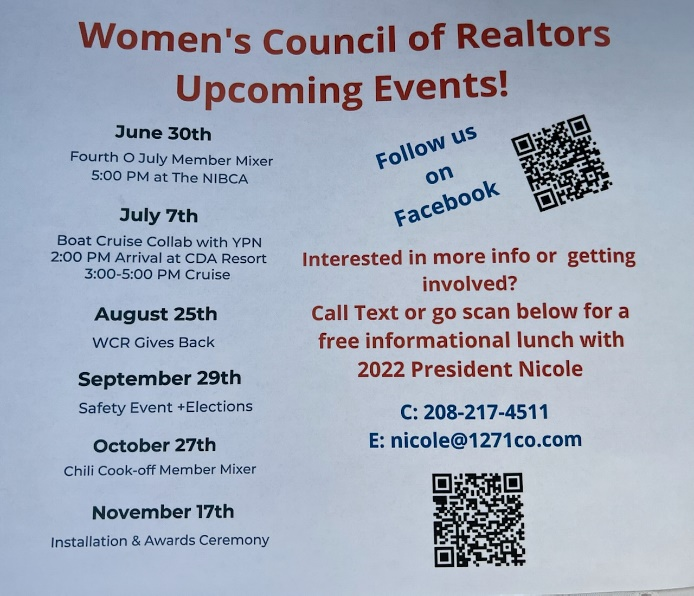 Women's Council of Realtors
Upcoming Events!
June 30th
Fourth O July Member Mixer
5:00 PM at The NIBCA
July 7th
Boat Cruise Collab with YPN
2:00 PM Arrival at CDA Resort
3:00-5:00 PM Cruise
August 25th
WCR Gives Back
September 29th
Safety Event +Elections
October 27th
Chili Cook-off Member Mixer
November 17th
Installation & Awards Ceremony
Follow us
on
Facebook
Interested in more info or getting
involved?
Call Text or go scan below for a
free informational lunch with
2022 President Nicole
C: 208-217-4511
E: nicole@1271co.com